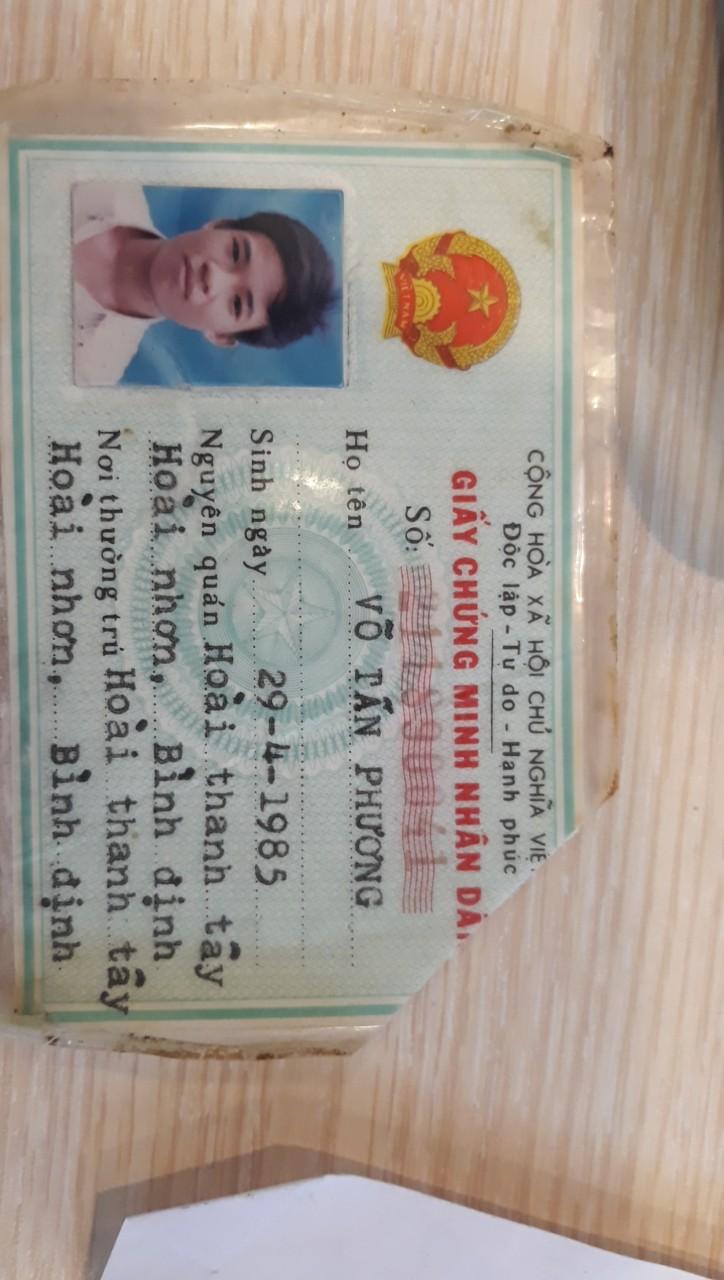 CỘNG HÒA XÃ HỘI CHỦ NGHĨA
Độc lập - Tự do - Hạnh phúc
GIẤY CHỨNG MINH NHÂN
Số:
Họ tên VÕ TẤN PHƯƠNG
Sinh ngày 29-4-1985
Nguyên quán Hoài thanh tây
Hoài nhơn, Bình định
Nơi thường trú Hoài thanh tây
Hoài nhơn, Bình định
VIỆT NAM